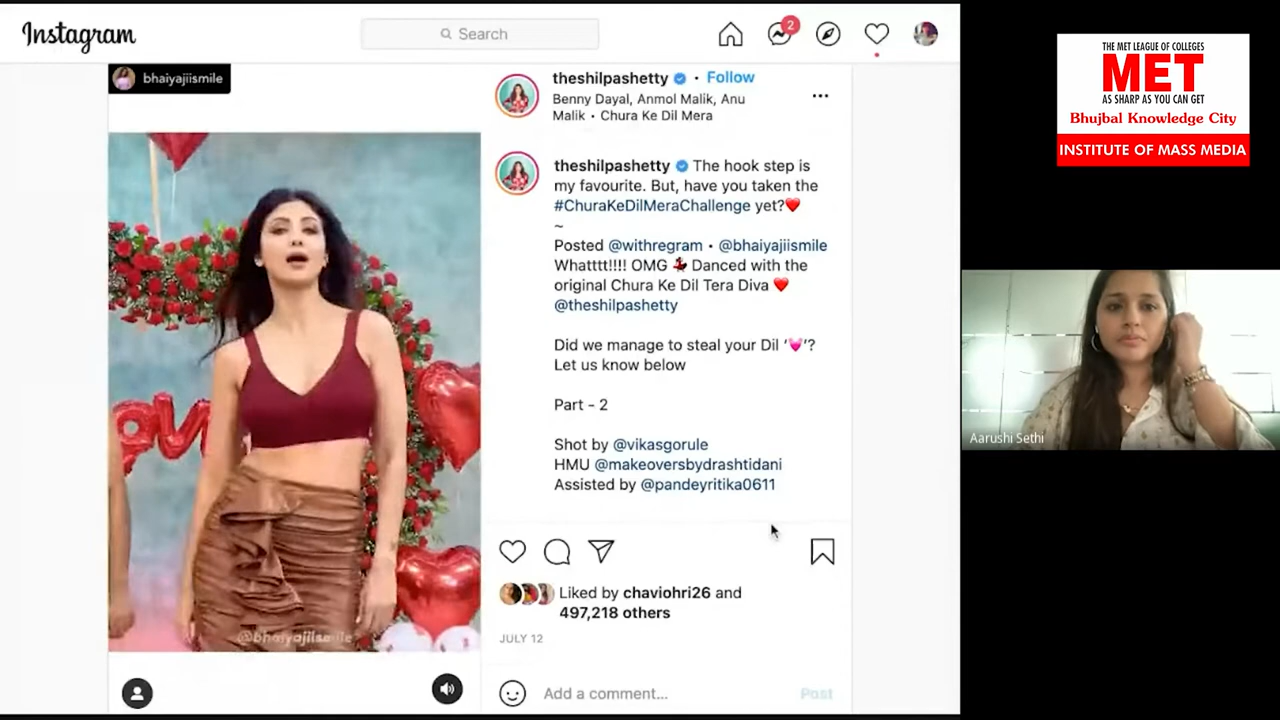 Instagram
Search
2
bhaiyajiismile
theshilpashetty • Follow
Benny Dayal, Anmol Malik, Anu
Malik • Chura Ke Dil Mera
theshilpashetty The hook step is
my favourite. But, have you taken the
#ChuraKeDilMeraChallenge yet?❤️
~
Posted @withregram • @bhaiyajiismile
Whatttt!!!! OMG 💃 Danced with the
original Chura Ke Dil Tera Diva ❤️
@theshilpashetty
Did we manage to steal your Dil ‘💓’?
Let us know below
Part - 2
Shot by @vikasgorule
HMU @makeoversbydrashtidani
Assisted by @pandeyritika0611
Liked by chaviohri26 and
497,218 others
JULY 12
Add a comment...
Post
@bhaiyajiismile
THE MET LEAGUE OF COLLEGES
MET
AS SHARP AS YOU CAN GET
Bhujbal Knowledge City
INSTITUTE OF MASS MEDIA
Aarushi Sethi